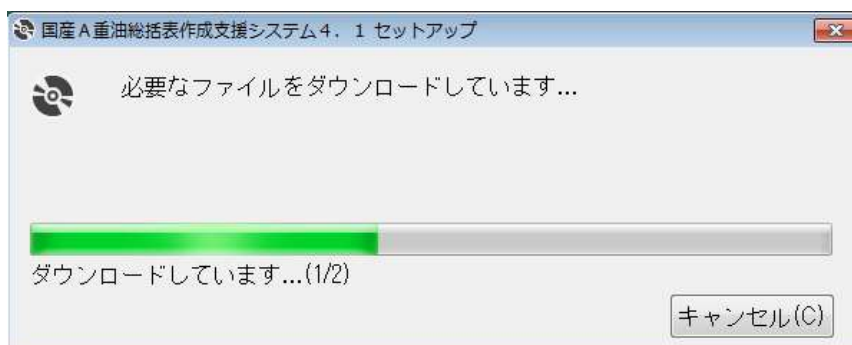 国産Ａ重油総括表作成支援システム４．１ セットアップ
必要なファイルをダウンロードしています...
ダウンロードしています...(1/2)
キャンセル(C)